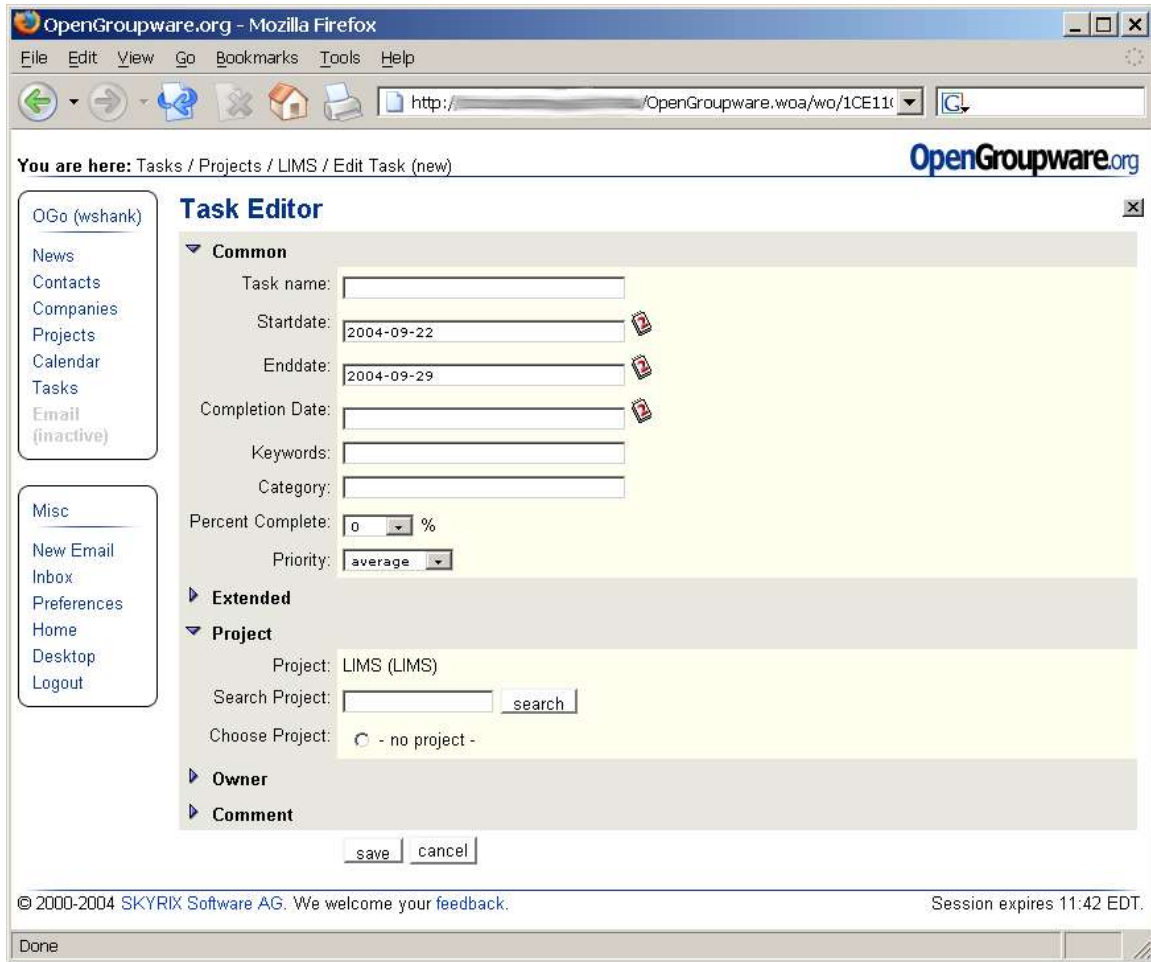 OpenGroupware.org - Mozilla Firefox
File Edit View Go Bookmarks Tools Help
http:// /OpenGroupware.woa/wo/1CE11
You are here: Tasks / Projects / LIMS / Edit Task (new)
OpenGroupware.org
OGo (wshank)
News
Contacts
Companies
Projects
Calendar
Tasks
Email
(inactive)
Misc
New Email
Inbox
Preferences
Home
Desktop
Logout
Task Editor
Common
Task name:
Startdate: 2004-09-22
Enddate: 2004-09-29
Completion Date:
Keywords:
Category:
Percent Complete: 0 %
Priority: average
Extended
Project
Project: LIMS (LIMS)
Search Project: search
Choose Project: - no project -
Owner
Comment
save cancel
© 2000-2004 SKYRIX Software AG. We welcome your feedback.
Session expires 11:42 EDT.
Done